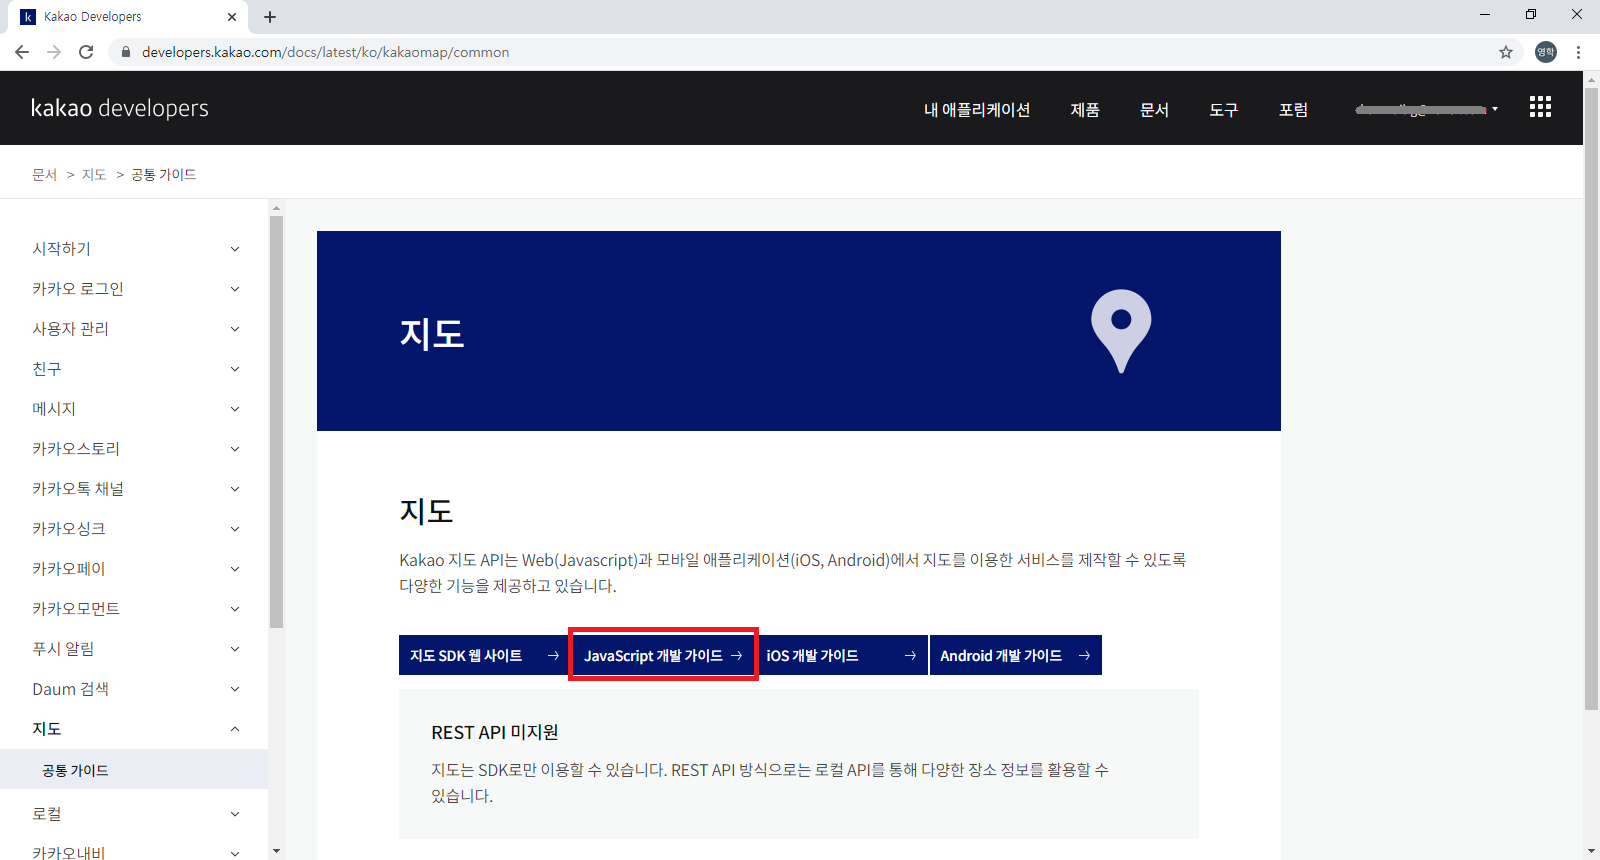 Kakao Developers
developers.kakao.com/docs/latest/ko/kakaomap/common
영학
kakao developers
내 애플리케이션
제품
문서
도구
포럼
문서 > 지도 > 공통 가이드
시작하기
카카오 로그인
사용자 관리
친구
메시지
카카오스토리
카카오톡 채널
카카오싱크
카카오페이
카카오모먼트
푸시 알림
Daum 검색
지도
공통 가이드
로컬
카카오내비
지도
지도
Kakao 지도 API는 Web(Javascript)과 모바일 애플리케이션(iOS, Android)에서 지도를 이용한 서비스를 제작할 수 있도록
다양한 기능을 제공하고 있습니다.
지도 SDK 웹 사이트 →
JavaScript 개발 가이드 →
iOS 개발 가이드 →
Android 개발 가이드 →
REST API 미지원
지도는 SDK로만 이용할 수 있습니다. REST API 방식으로는 로컬 API를 통해 다양한 장소 정보를 활용할 수
있습니다.